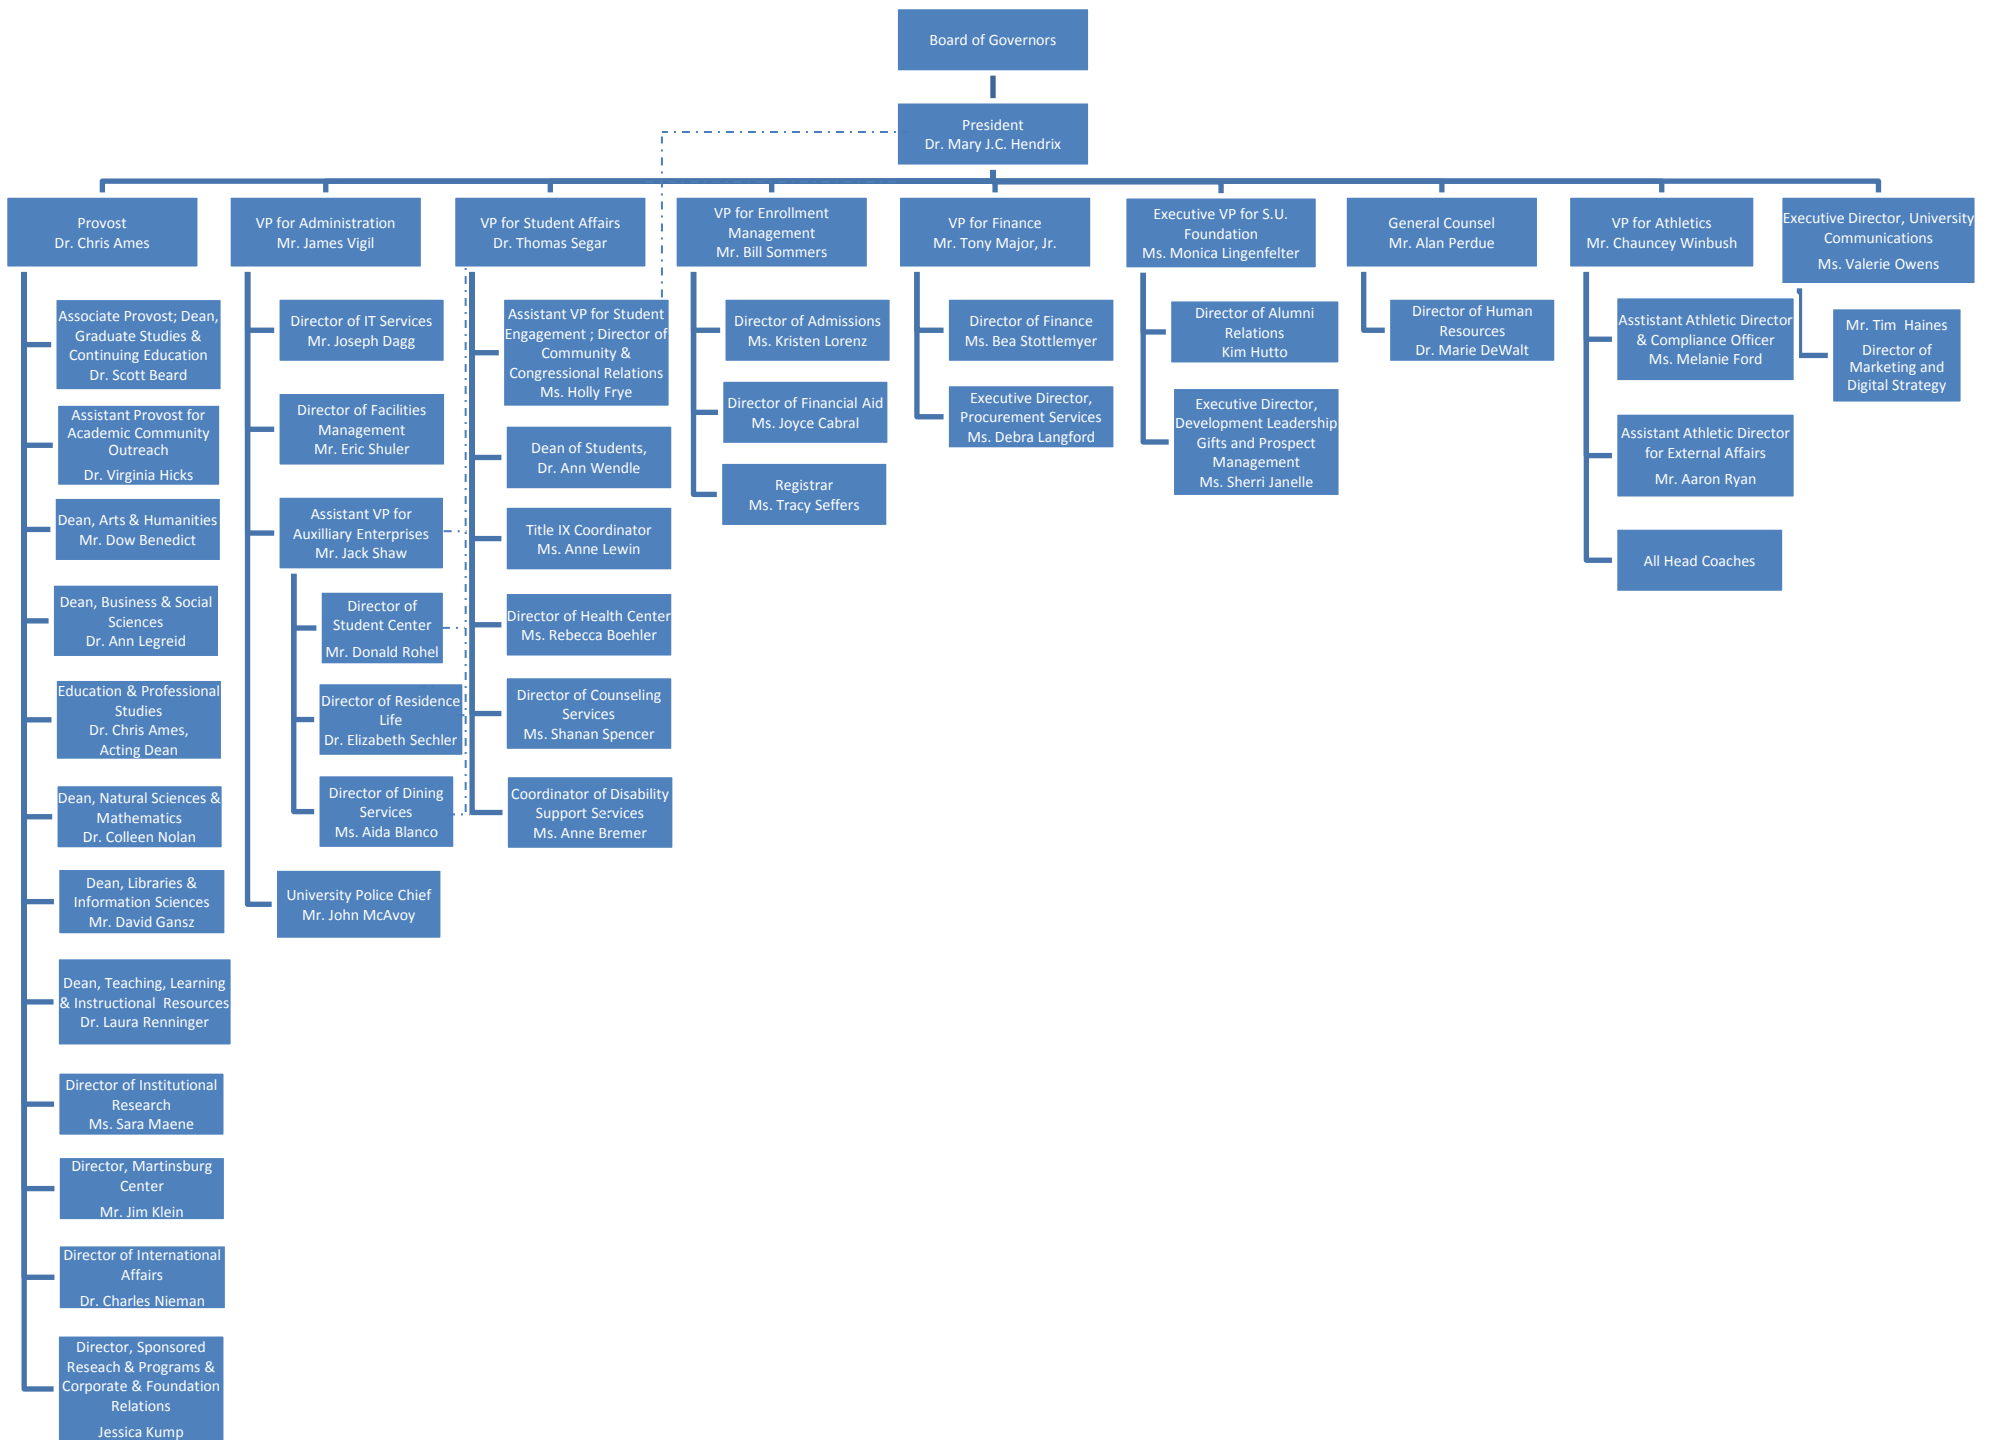 Board of Governors
President
Dr. Mary J.C. Hendrix
Provost
Dr. Chris Ames
VP for Administration
Mr. James Vigil
VP for Student Affairs
Dr. Thomas Segar
VP for Enrollment
Management
Mr. Bill Sommers
VP for Finance
Mr. Tony Major, Jr.
Executive VP for S.U.
Foundation
Ms. Monica Lingenfelter
General Counsel
Mr. Alan Perdue
VP for Athletics
Mr. Chauncey Winbush
Executive Director, University
Communications
Ms. Valerie Owens
Associate Provost; Dean,
Graduate Studies &
Continuing Education
Dr. Scott Beard
Assistant Provost for
Academic Community
Outreach
Dr. Virginia Hicks
Dean, Arts & Humanities
Mr. Dow Benedict
Dean, Business & Social
Sciences
Dr. Ann Legreid
Education & Professional
Studies
Dr. Chris Ames,
Acting Dean
Dean, Natural Sciences &
Mathematics
Dr. Colleen Nolan
Dean, Libraries &
Information Sciences
Mr. David Gansz
Dean, Teaching, Learning
& Instructional Resources
Dr. Laura Renninger
Director of Institutional
Research
Ms. Sara Maene
Director, Martinsburg
Center
Mr. Jim Klein
Director of International
Affairs
Dr. Charles Nieman
Director, Sponsored
Reseach & Programs &
Corporate & Foundation
Relations
Jessica Kump
Director of IT Services
Mr. Joseph Dagg
Director of Facilities
Management
Mr. Eric Shuler
Assistant VP for
Auxilliary Enterprises
Mr. Jack Shaw
Director of
Student Center
Mr. Donald Rohel
Director of Residence
Life
Dr. Elizabeth Sechler
Director of Dining
Services
Ms. Aida Blanco
University Police Chief
Mr. John McAvoy
Assistant VP for Student
Engagement ; Director of
Community &
Congressional Relations
Ms. Holly Frye
Dean of Students,
Dr. Ann Wendle
Title IX Coordinator
Ms. Anne Lewin
Director of Health Center
Ms. Rebecca Boehler
Director of Counseling
Services
Ms. Shanan Spencer
Coordinator of Disability
Support Services
Ms. Anne Bremer
Director of Admissions
Ms. Kristen Lorenz
Director of Financial Aid
Ms. Joyce Cabral
Registrar
Ms. Tracy Seffers
Director of Finance
Ms. Bea Stottlemyer
Executive Director,
Procurement Services
Ms. Debra Langford
Director of Alumni
Relations
Kim Hutto
Executive Director,
Development Leadership
Gifts and Prospect
Management
Ms. Sherri Janelle
Director of Human
Resources
Dr. Marie DeWalt
Asstistant Athletic Director
& Compliance Officer
Ms. Melanie Ford
Assistant Athletic Director
for External Affairs
Mr. Aaron Ryan
All Head Coaches
Mr. Tim Haines
Director of
Marketing and
Digital Strategy